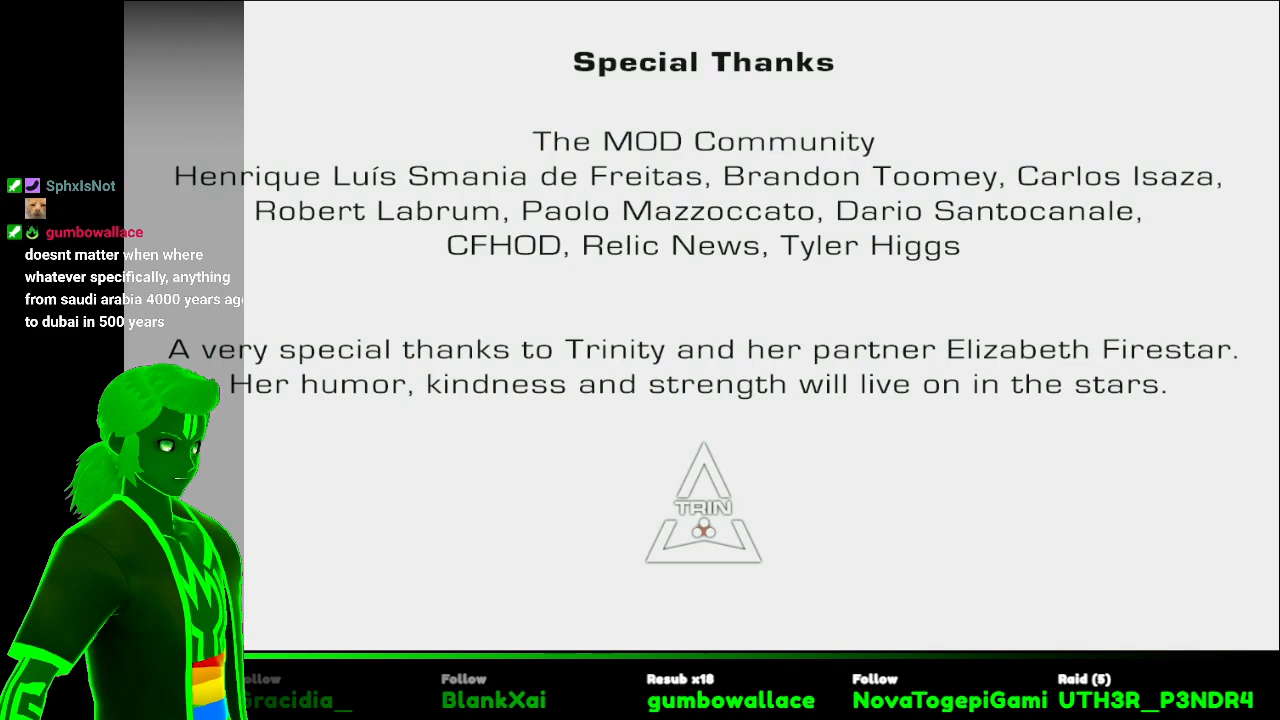 Special Thanks
The MOD Community
Henrique Luís Smania de Freitas, Brandon Toomey, Carlos Isaza,
Robert Labrum, Paolo Mazzoccato, Dario Santocanale,
CFHOD, Relic News, Tyler Higgs
A very special thanks to Trinity and her partner Elizabeth Firestar.
Her humor, kindness and strength will live on in the stars.
TRIN
SphxIsNot
gumbowallace
doesnt matter when where
whatever specifically, anything
from saudi arabia 4000 years ago
to dubai in 500 years
Follow
BlankXai
Resub x18
gumbowallace
Follow
NovaTogepiGami
Raid (5)
UTH3R_P3NDR4